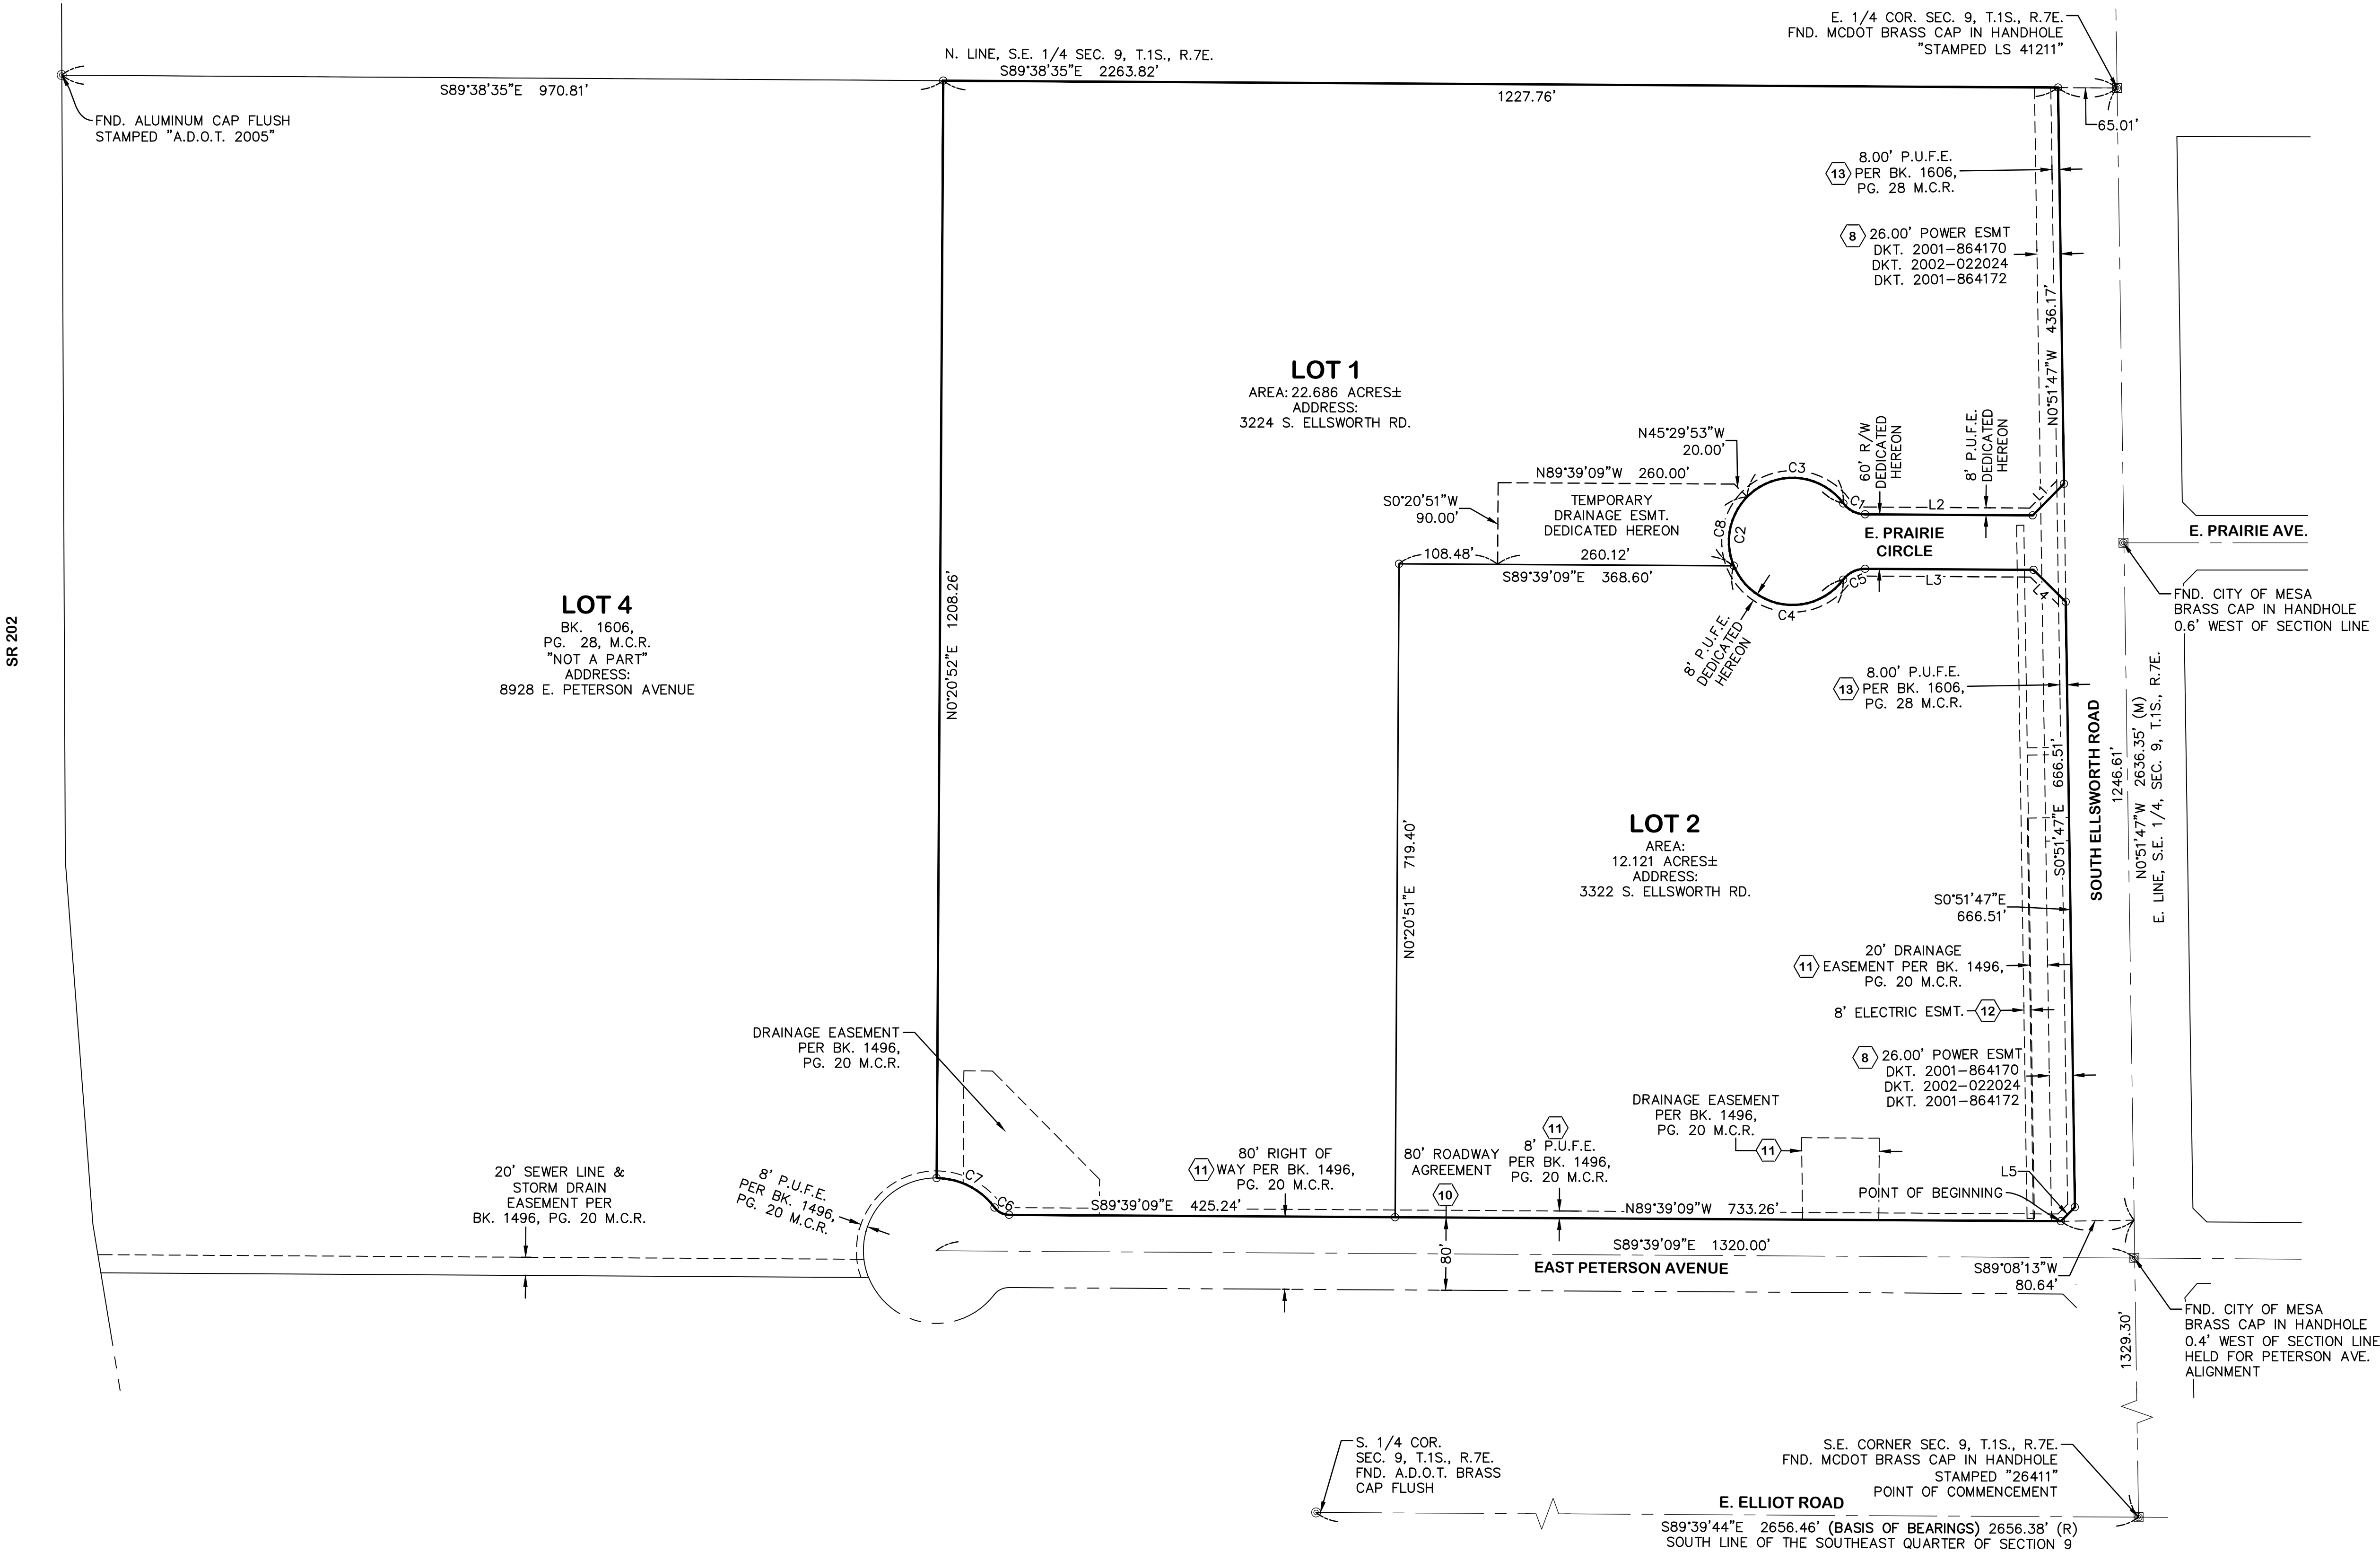 E. 1/4 COR. SEC. 9, T.1S., R.7E.
FND. MCDOT BRASS CAP IN HANDHOLE
"STAMPED LS 41211"
N. LINE, S.E. 1/4 SEC. 9, T.1S., R.7E.
S89°38'35"E 2263.82'
S89°38'35"E 970.81'
1227.76'
65.01'
FND. ALUMINUM CAP FLUSH
STAMPED "A.D.O.T. 2005"
8.00' P.U.F.E.
13 PER BK. 1606,
PG. 28 M.C.R.
8 26.00' POWER ESMT
DKT. 2001-864170
DKT. 2002-022024
DKT. 2001-864172
N0°51'47"W 436.17'
LOT 1
AREA: 22.686 ACRES±
ADDRESS:
3224 S. ELLSWORTH RD.
N45°29'53"W
20.00'
N89°39'09"W 260.00'
S0°20'51"W
90.00'
TEMPORARY
DRAINAGE ESMT.
DEDICATED HEREON
C3
C1
C8
C2
60' R/W
DEDICATED
HEREON
8' P.U.F.E.
DEDICATED
HEREON
L2
L1
E. PRAIRIE
CIRCLE
E. PRAIRIE AVE.
108.48'
260.12'
S89°39'09"E 368.60'
C5
C4
L3
L4
8' P.U.F.E.
DEDICATED
HEREON
FND. CITY OF MESA
BRASS CAP IN HANDHOLE
0.6' WEST OF SECTION LINE
SR 202
LOT 4
BK. 1606,
PG. 28, M.C.R.
"NOT A PART"
ADDRESS:
8928 E. PETERSON AVENUE
N0°20'52"E 1208.26'
8.00' P.U.F.E.
13 PER BK. 1606,
PG. 28 M.C.R.
S0°51'47"E 666.51'
SOUTH ELLSWORTH ROAD
1246.61'
N0°51'47"W 2636.35' (M)
E. LINE, S.E. 1/4, SEC. 9, T.1S., R.7E.
LOT 2
AREA:
12.121 ACRES±
ADDRESS:
3322 S. ELLSWORTH RD.
N0°20'51"E 719.40'
S0°51'47"E
666.51'
20' DRAINAGE
11 EASEMENT PER BK. 1496,
PG. 20 M.C.R.
8' ELECTRIC ESMT. 12
8 26.00' POWER ESMT
DKT. 2001-864170
DKT. 2002-022024
DKT. 2001-864172
DRAINAGE EASEMENT
PER BK. 1496,
PG. 20 M.C.R.
DRAINAGE EASEMENT
PER BK. 1496,
PG. 20 M.C.R.
11
20' SEWER LINE &
STORM DRAIN
EASEMENT PER
BK. 1496, PG. 20 M.C.R.
8' P.U.F.E.
PER BK. 1496,
PG. 20 M.C.R.
C7
C6
80' RIGHT OF
11 WAY PER BK. 1496,
PG. 20 M.C.R.
80' ROADWAY
AGREEMENT
10
11
8' P.U.F.E.
PER BK. 1496,
PG. 20 M.C.R.
L5
POINT OF BEGINNING
S89°39'09"E 425.24'
N89°39'09"W 733.26'
80'
S89°39'09"E 1320.00'
EAST PETERSON AVENUE
S89°08'13"W
80.64'
FND. CITY OF MESA
BRASS CAP IN HANDHOLE
0.4' WEST OF SECTION LINE
HELD FOR PETERSON AVE.
ALIGNMENT
1329.30'
S. 1/4 COR.
SEC. 9, T.1S., R.7E.
FND. A.D.O.T. BRASS
CAP FLUSH
S.E. CORNER SEC. 9, T.1S., R.7E.
FND. MCDOT BRASS CAP IN HANDHOLE
STAMPED "26411"
POINT OF COMMENCEMENT
E. ELLIOT ROAD
S89°39'44"E 2656.46' (BASIS OF BEARINGS) 2656.38' (R)
SOUTH LINE OF THE SOUTHEAST QUARTER OF SECTION 9